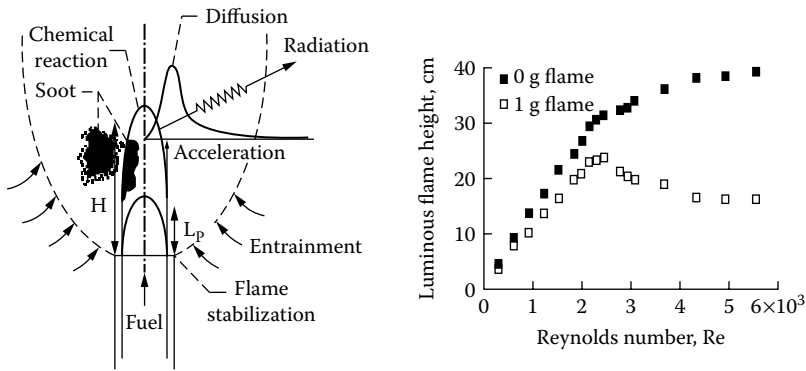 Diffusion
Chemical
reaction
Radiation
Soot
Acceleration
H
L_P
Entrainment
Flame
stabilization
Fuel
Luminous flame height, cm
40
30
20
10
0
0 g flame
1 g flame
0 1 2 3 4 5 6×10³
Reynolds number, Re